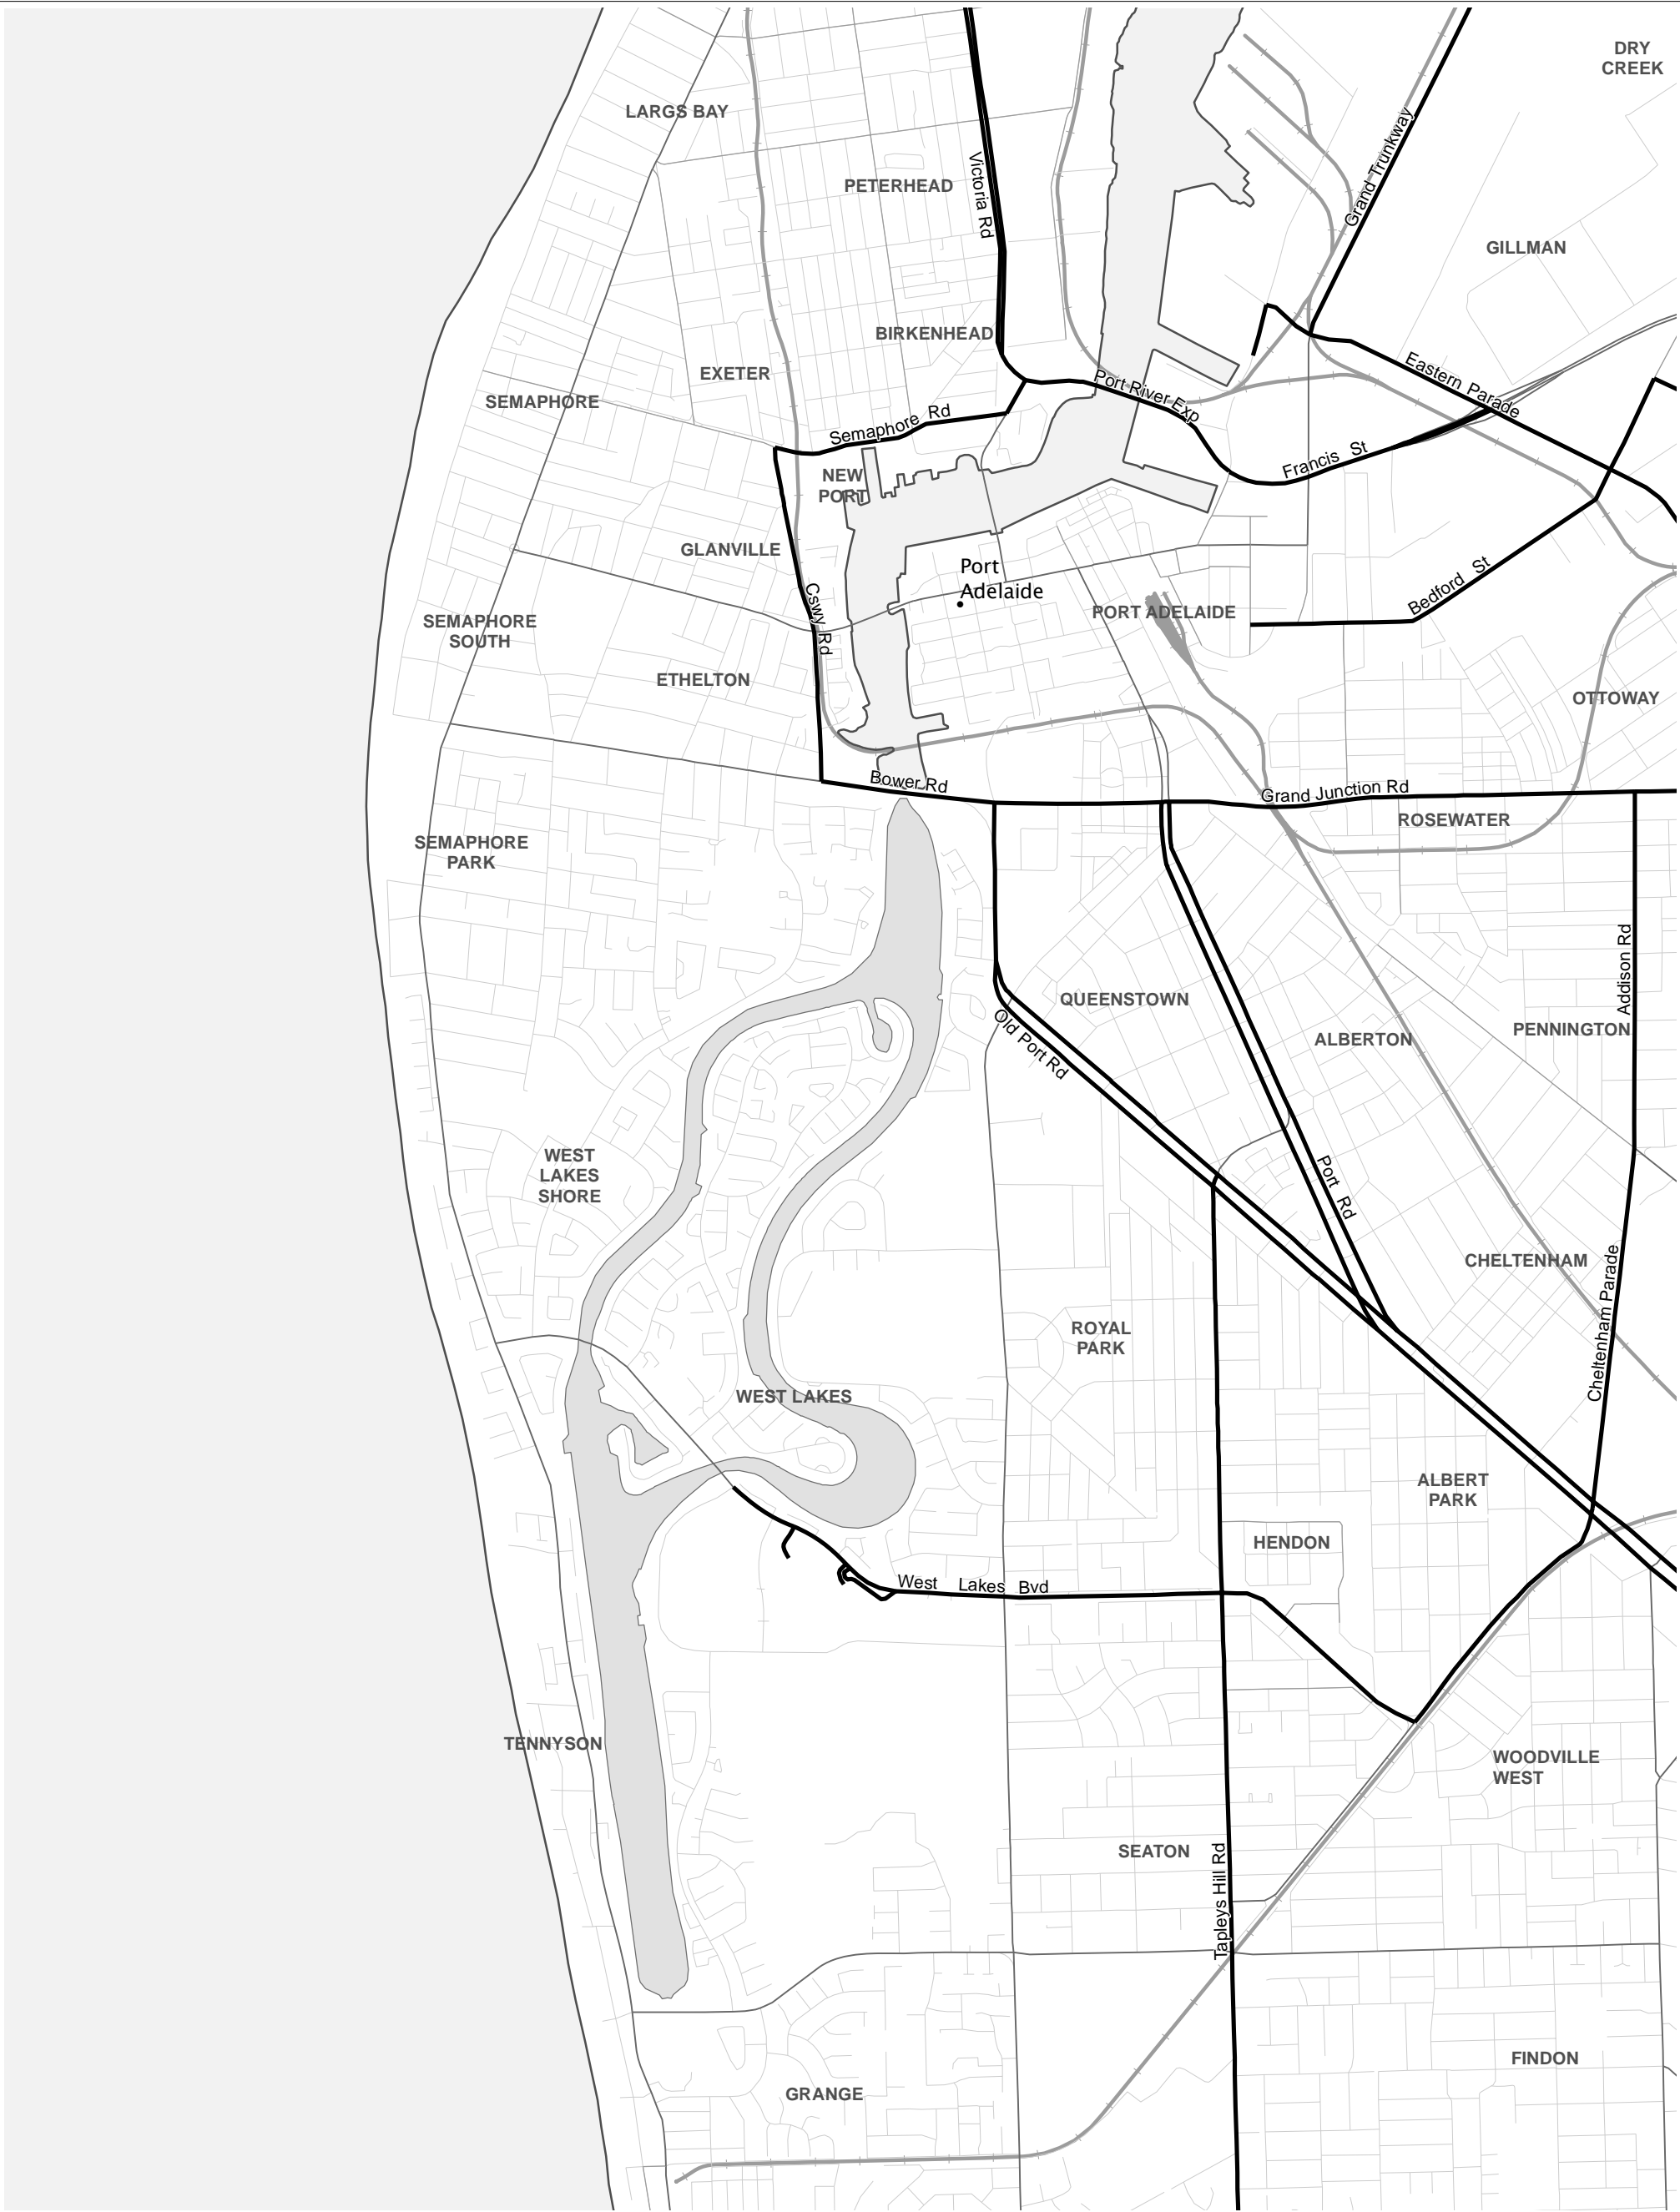 DRY
CREEK
LARGS BAY
PETERHEAD
Victoria Rd
Grand Trunkway
GILLMAN
BIRKENHEAD
EXETER
SEMAPHORE
Port River Exp
Eastern Parade
Semaphore Rd
Francis St
NEW
PORT
GLANVILLE
Port
Adelaide
Bedford St
Cswy Rd
PORT ADELAIDE
SEMAPHORE
SOUTH
ETHELTON
OTTOWAY
Bower Rd
Grand Junction Rd
ROSEWATER
SEMAPHORE
PARK
Addison Rd
QUEENSTOWN
Old Port Rd
ALBERTON
PENNINGTON
WEST
LAKES
SHORE
Port Rd
CHELTENHAM
Cheltenham Parade
ROYAL
PARK
WEST LAKES
ALBERT
PARK
HENDON
West Lakes Bvd
TENNYSON
WOODVILLE
WEST
SEATON
Tapleys Hill Rd
FINDON
GRANGE